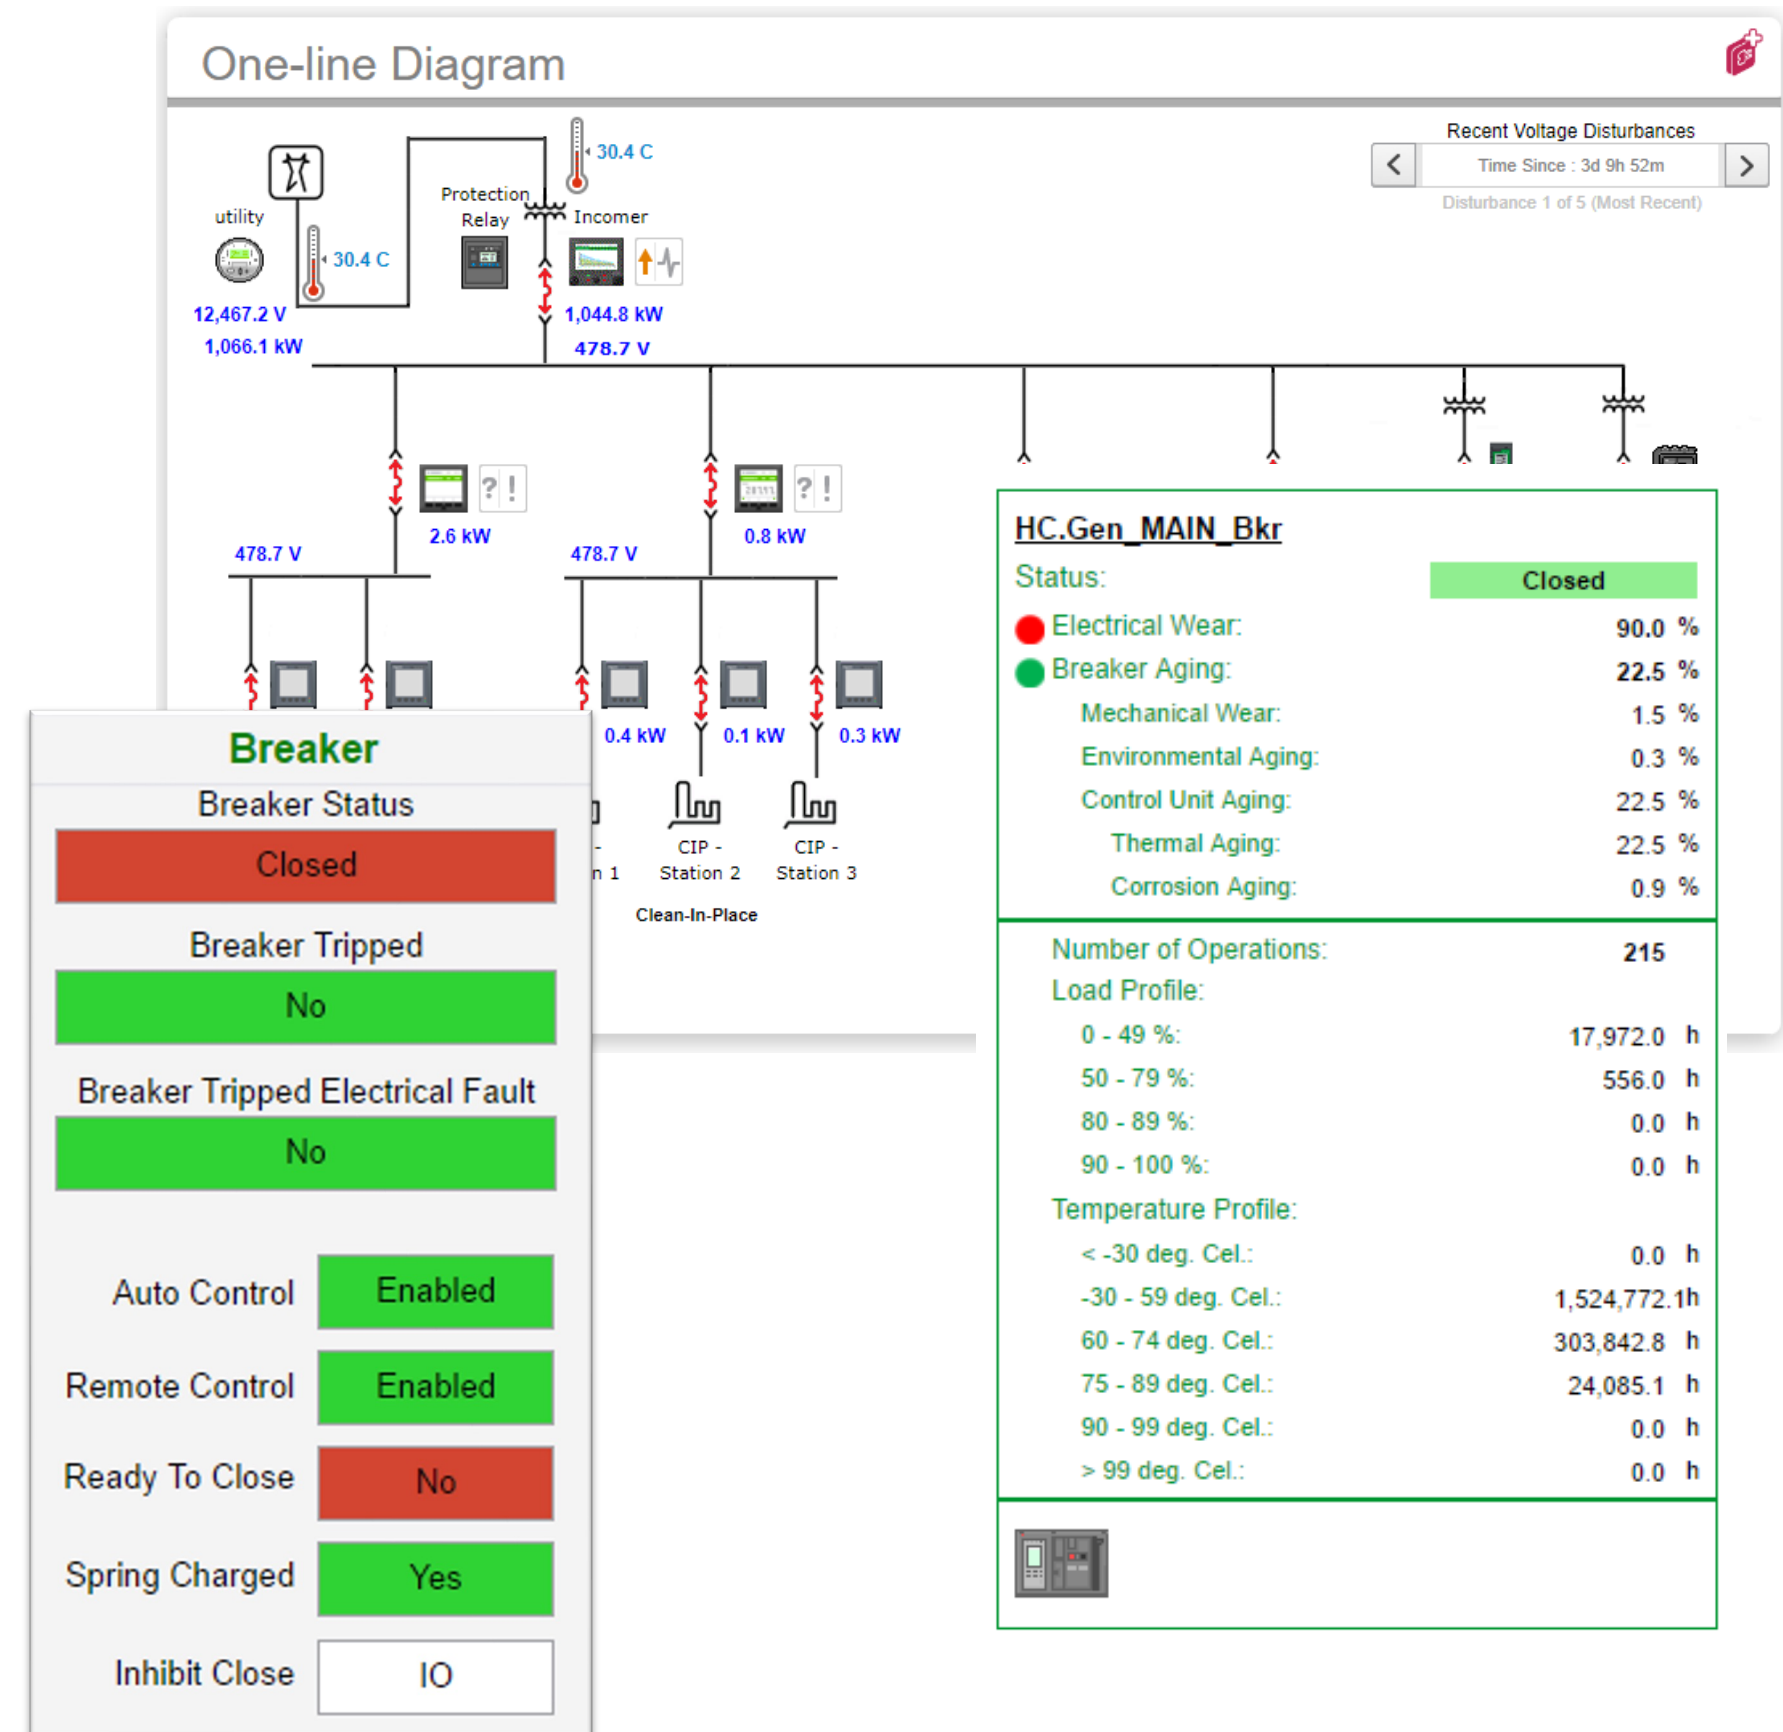 One-line Diagram
Recent Voltage Disturbances
Time Since : 3d 9h 52m
Disturbance 1 of 5 (Most Recent)
30.4 C
Protection
Relay
Incomer
utility
30.4 C
12,467.2 V
1,066.1 kW
1,044.8 kW
478.7 V
? !
? !
2.6 kW
0.8 kW
478.7 V
478.7 V
0.4 kW
0.1 kW
0.3 kW
CIP -
Station 2
CIP -
Station 3
-
n 1
Clean-In-Place
Breaker
Breaker Status
Closed
Breaker Tripped
No
Breaker Tripped Electrical Fault
No
Auto Control
Enabled
Remote Control
Enabled
Ready To Close
No
Spring Charged
Yes
Inhibit Close
IO
HC.Gen_MAIN_Bkr
Status: Closed
Electrical Wear: 90.0 %
Breaker Aging: 22.5 %
Mechanical Wear: 1.5 %
Environmental Aging: 0.3 %
Control Unit Aging: 22.5 %
Thermal Aging: 22.5 %
Corrosion Aging: 0.9 %
Number of Operations: 215
Load Profile:
0 - 49 %: 17,972.0 h
50 - 79 %: 556.0 h
80 - 89 %: 0.0 h
90 - 100 %: 0.0 h
Temperature Profile:
< -30 deg. Cel.: 0.0 h
-30 - 59 deg. Cel.: 1,524,772.1h
60 - 74 deg. Cel.: 303,842.8 h
75 - 89 deg. Cel.: 24,085.1 h
90 - 99 deg. Cel.: 0.0 h
> 99 deg. Cel.: 0.0 h